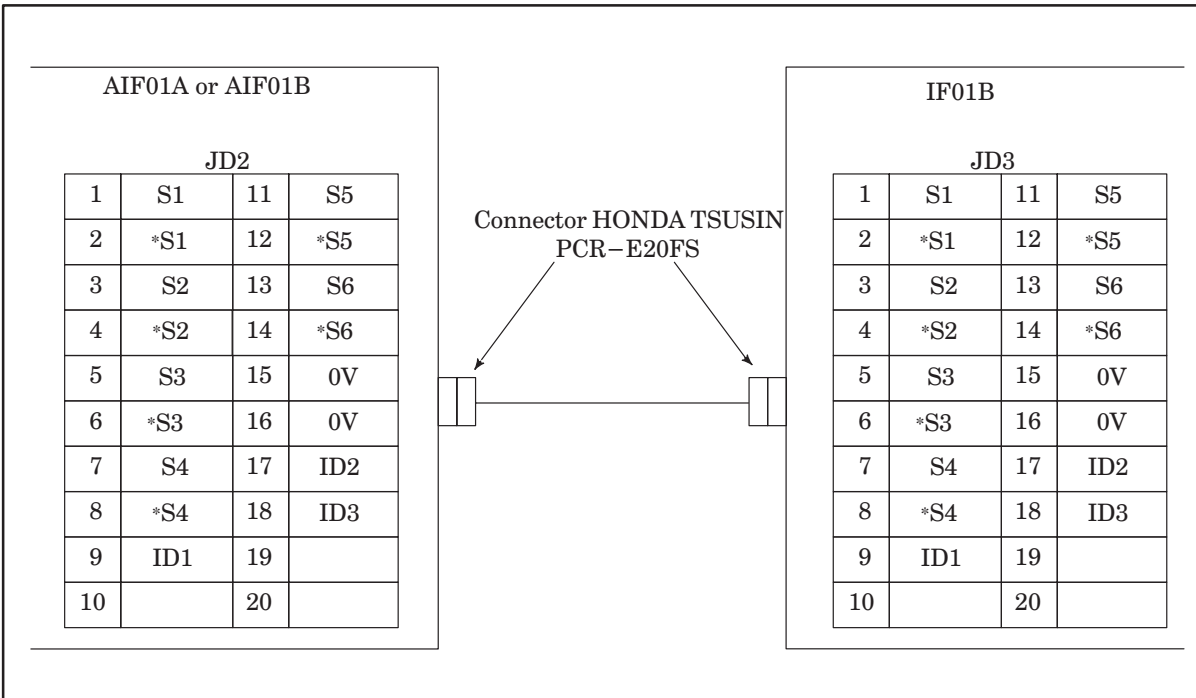 AIF01A or AIF01B
JD2
1 S1 11 S5
2 *S1 12 *S5
3 S2 13 S6
4 *S2 14 *S6
5 S3 15 0V
6 *S3 16 0V
7 S4 17 ID2
8 *S4 18 ID3
9 ID1 19
10 20
Connector HONDA TSUSIN
PCR−E20FS
IF01B
JD3
1 S1 11 S5
2 *S1 12 *S5
3 S2 13 S6
4 *S2 14 *S6
5 S3 15 0V
6 *S3 16 0V
7 S4 17 ID2
8 *S4 18 ID3
9 ID1 19
10 20